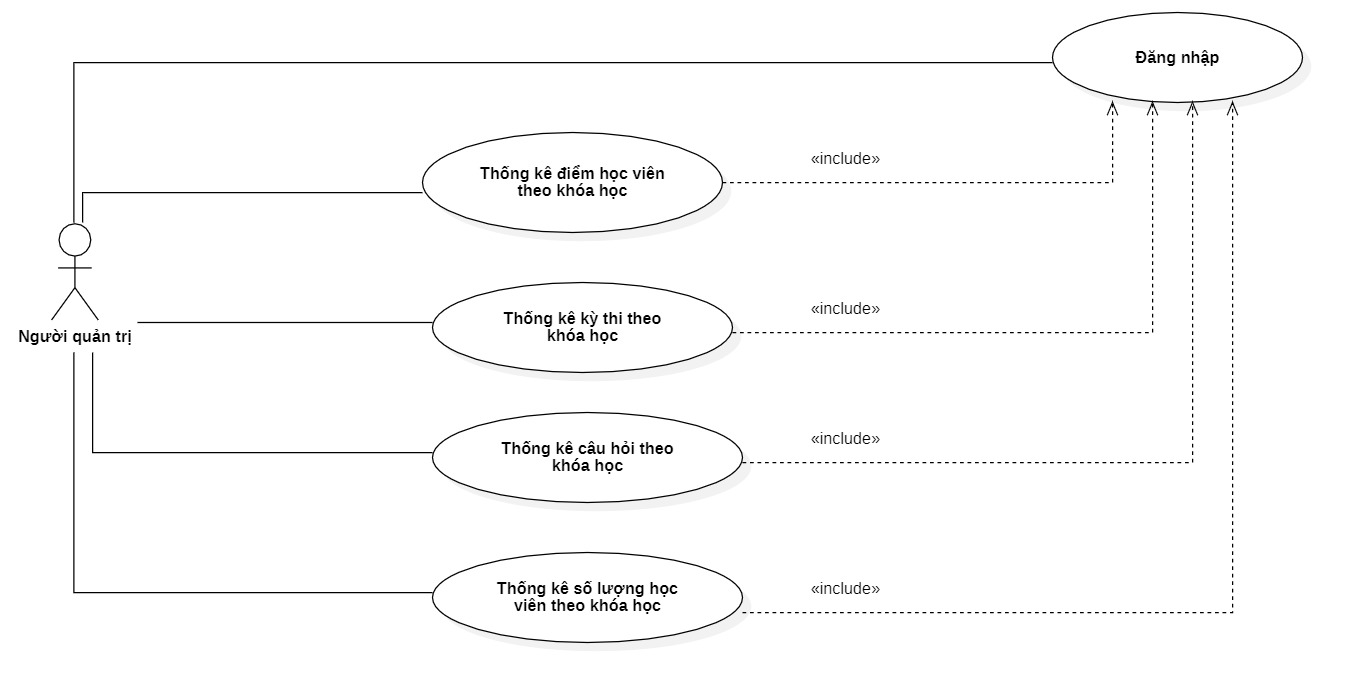 Đăng nhập
«include»
Thống kê điểm học viên
theo khóa học
«include»
Thống kê kỳ thi theo
khóa học
Người quản trị
«include»
Thống kê câu hỏi theo
khóa học
«include»
Thống kê số lượng học
viên theo khóa học